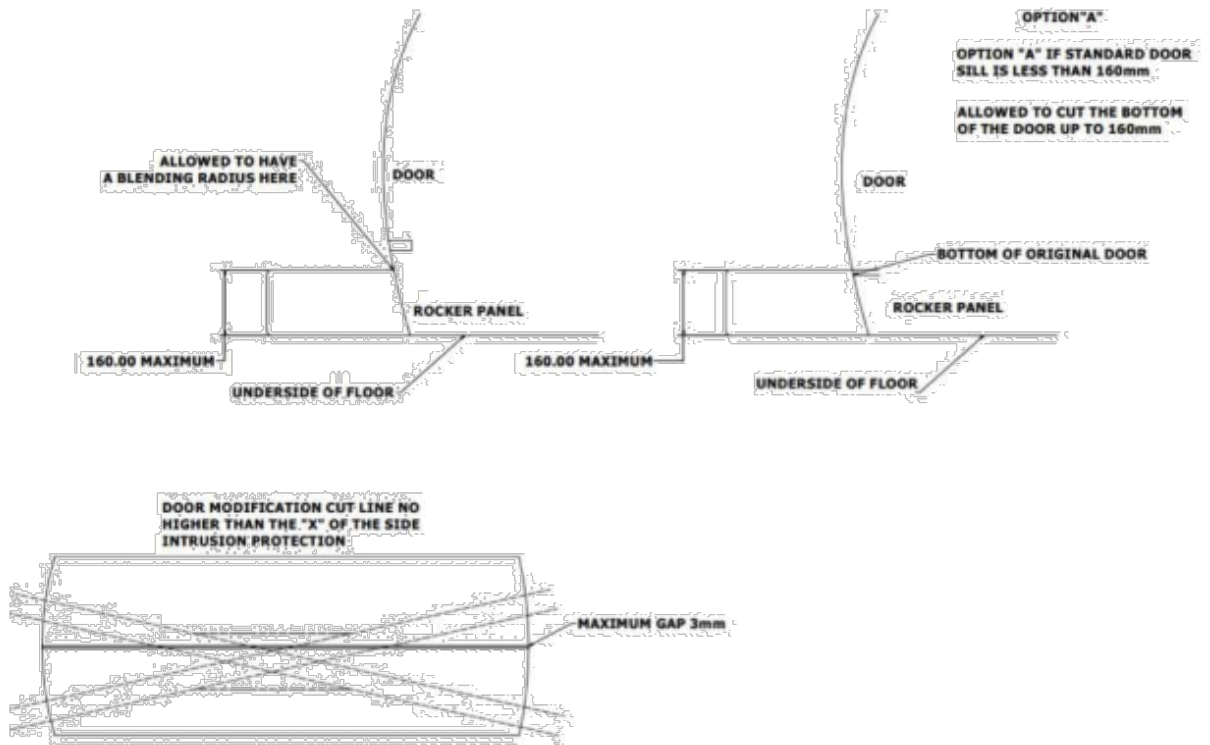 OPTION"A"
OPTION "A" IF STANDARD DOOR
SILL IS LESS THAN 160mm
ALLOWED TO CUT THE BOTTOM
OF THE DOOR UP TO 160mm
ALLOWED TO HAVE
A BLENDING RADIUS HERE
DOOR
DOOR
BOTTOM OF ORIGINAL DOOR
ROCKER PANEL
ROCKER PANEL
160.00 MAXIMUM
160.00 MAXIMUM
UNDERSIDE OF FLOOR
UNDERSIDE OF FLOOR
DOOR MODIFICATION CUT LINE NO
HIGHER THAN THE "X" OF THE SIDE
INTRUSION PROTECTION
MAXIMUM GAP 3mm